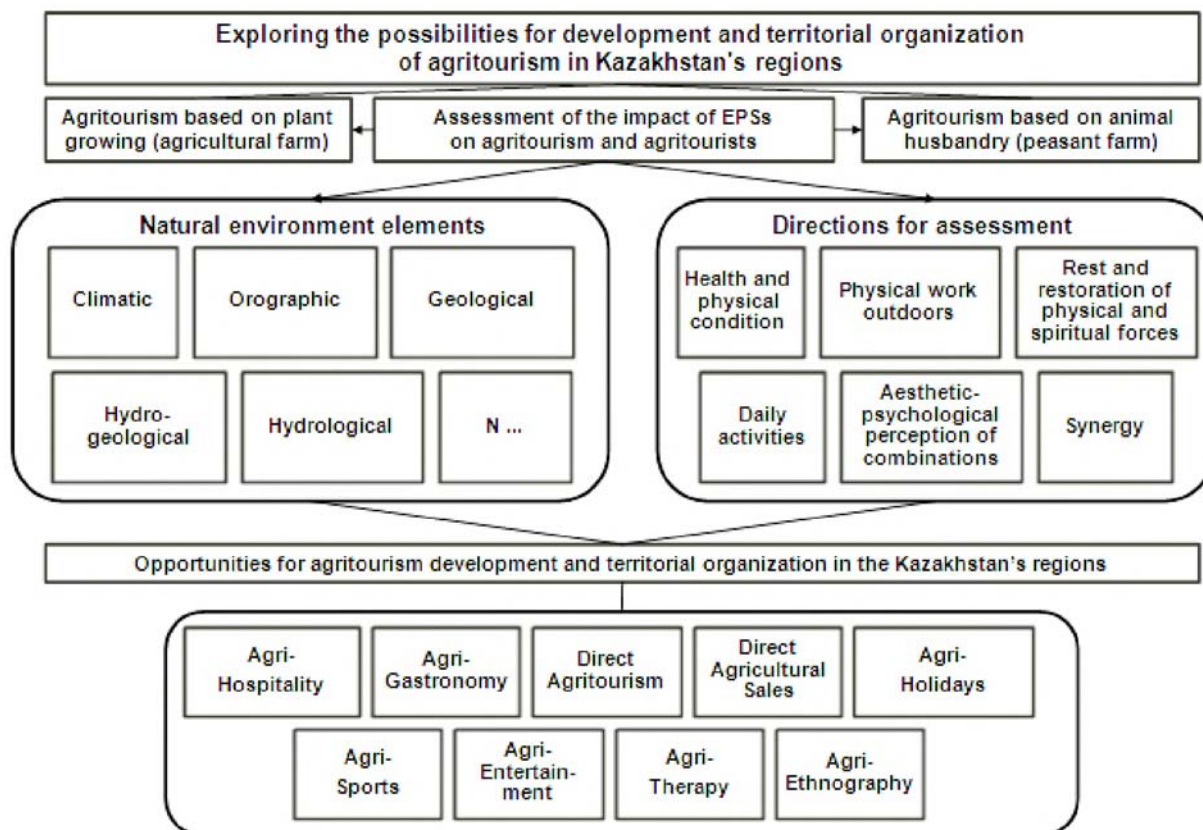 Exploring the possibilities for development and territorial organization
of agritourism in Kazakhstan's regions
Agritourism based on plant
growing (agricultural farm)
Assessment of the impact of EPSs
on agritourism and agritourists
Agritourism based on animal
husbandry (peasant farm)
Natural environment elements
Climatic
Orographic
Geological
Hydro-
geological
Hydrological
N ...
Directions for assessment
Health and
physical
condition
Physical work
outdoors
Rest and
restoration of
physical and
spiritual forces
Daily
activities
Aesthetic-
psychological
perception of
combinations
Synergy
Opportunities for agritourism development and territorial organization in the Kazakhstan's regions
Agri-
Hospitality
Agri-
Gastronomy
Direct
Agritourism
Direct
Agricultural
Sales
Agri-
Holidays
Agri-
Sports
Agri-
Entertain-
ment
Agri-
Therapy
Agri-
Ethnography